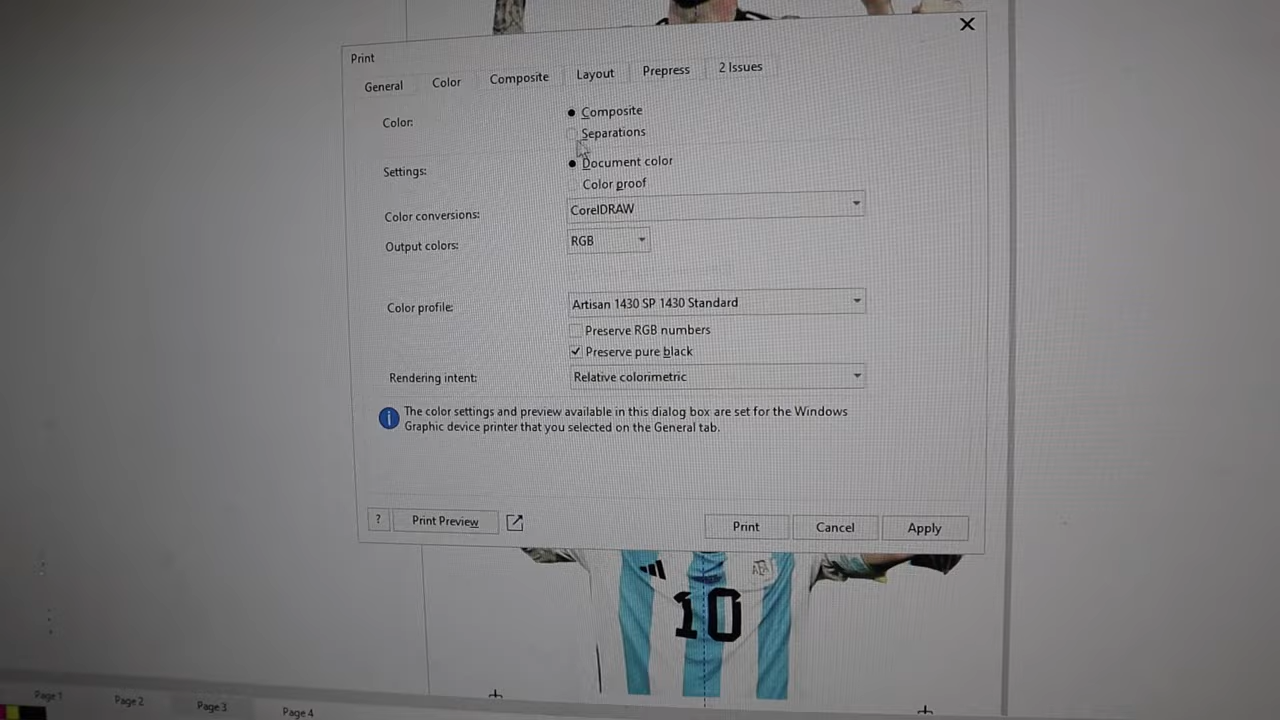 Print
General Color Composite Layout Prepress 2 Issues
Color: Composite
Separations
Settings: Document color
Color proof
Color conversions: CorelDRAW
Output colors: RGB
Color profile: Artisan 1430 SP 1430 Standard
Preserve RGB numbers
Preserve pure black
Rendering intent: Relative colorimetric
The color settings and preview available in this dialog box are set for the Windows
Graphic device printer that you selected on the General tab.
? Print Preview Print Cancel Apply
10
Page 1 Page 2 Page 3 Page 4